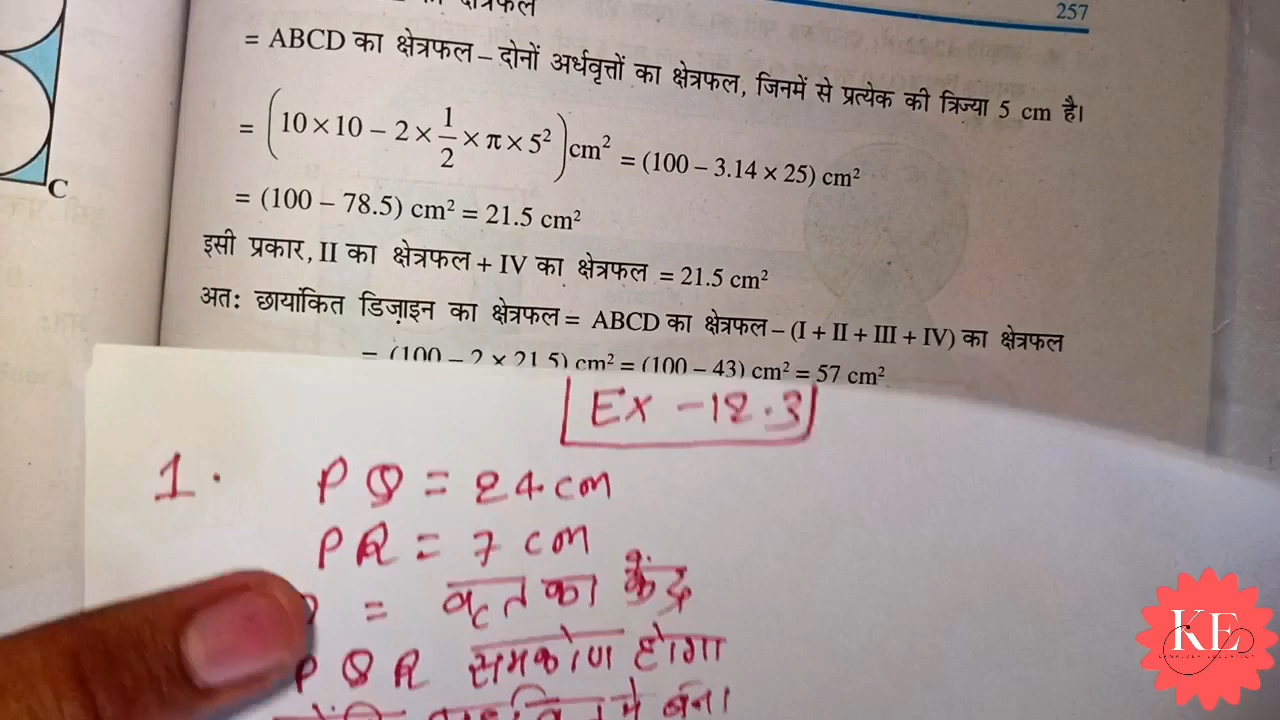 257
क्षेत्रफल
= ABCD का क्षेत्रफल – दोनों अर्धवृत्तों का क्षेत्रफल, जिनमें से प्रत्येक की त्रिज्या 5 cm है।
= (10 × 10 – 2 × 1/2 × π × 5²) cm² = (100 – 3.14 × 25) cm²
= (100 – 78.5) cm² = 21.5 cm²
C
इसी प्रकार, II का क्षेत्रफल + IV का क्षेत्रफल = 21.5 cm²
अतः छायांकित डिज़ाइन का क्षेत्रफल = ABCD का क्षेत्रफल – (I + II + III + IV) का क्षेत्रफल
= (100 – 2 × 21.5) cm² = (100 – 43) cm² = 57 cm²
Ex – 12.3
1. PQ = 24 cm
PR = 7 cm
= वृत का केंद्र
PQR समकोण होगा
में बना
KE